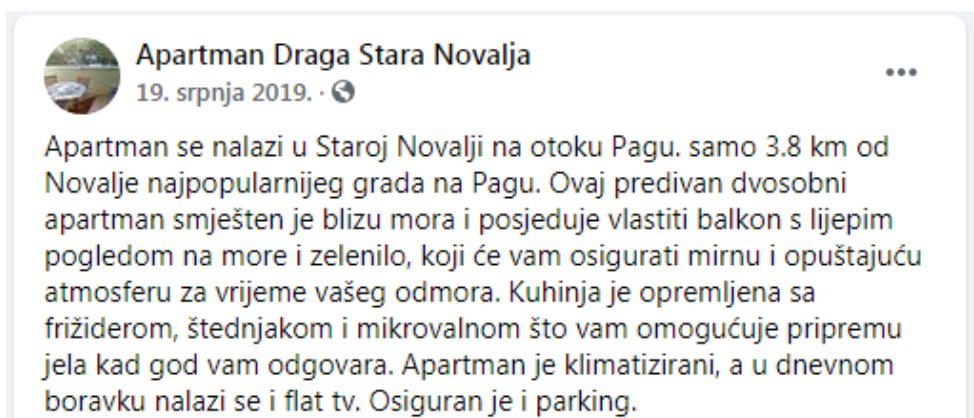 Apartman Draga Stara Novalja
19. srpnja 2019. ·
Apartman se nalazi u Staroj Novalji na otoku Pagu. samo 3.8 km od
Novalje najpopularnijeg grada na Pagu. Ovaj predivan dvosobni
apartman smješten je blizu mora i posjeduje vlastiti balkon s lijepim
pogledom na more i zelenilo, koji će vam osigurati mirnu i opuštajuću
atmosferu za vrijeme vašeg odmora. Kuhinja je opremljena sa
frižiderom, štednjakom i mikrovalnom što vam omogućuje pripremu
jela kad god vam odgovara. Apartman je klimatizirani, a u dnevnom
boravku nalazi se i flat tv. Osiguran je i parking.